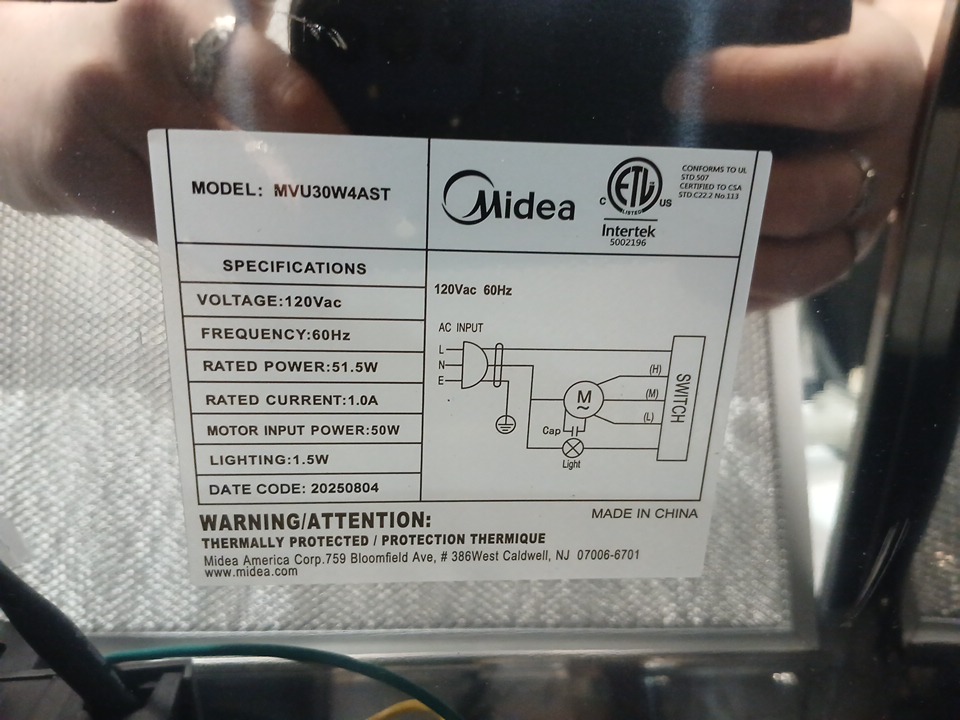 MODEL: MVU30W4AST
Midea
C ETL US
LISTED
Intertek
5002196
CONFORMS TO UL
STD.507
CERTIFIED TO CSA
STD.C22.2 No.113
SPECIFICATIONS
VOLTAGE:120Vac
FREQUENCY:60Hz
RATED POWER:51.5W
RATED CURRENT:1.0A
MOTOR INPUT POWER:50W
LIGHTING:1.5W
DATE CODE: 20250804
120Vac 60Hz
AC INPUT
L
N
E
M
~
Cap
Light
(H)
(M)
(L)
SWITCH
WARNING/ATTENTION:
MADE IN CHINA
THERMALLY PROTECTED / PROTECTION THERMIQUE
Midea America Corp.759 Bloomfield Ave, # 386West Caldwell, NJ 07006-6701
www.midea.com